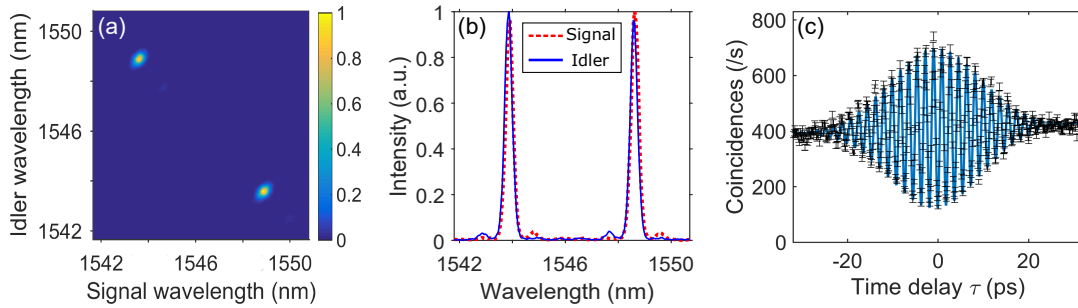 (a)
Idler wavelength (nm)
1550
1546
1542
1542
1546
1550
Signal wavelength (nm)
1
0.8
0.6
0.4
0.2
0
(b)
Signal
Idler
Intensity (a.u.)
1
0.8
0.6
0.4
0.2
0
1542
1546
1550
Wavelength (nm)
(c)
Coincidences (/s)
800
600
400
200
0
-20
0
20
Time delay τ (ps)